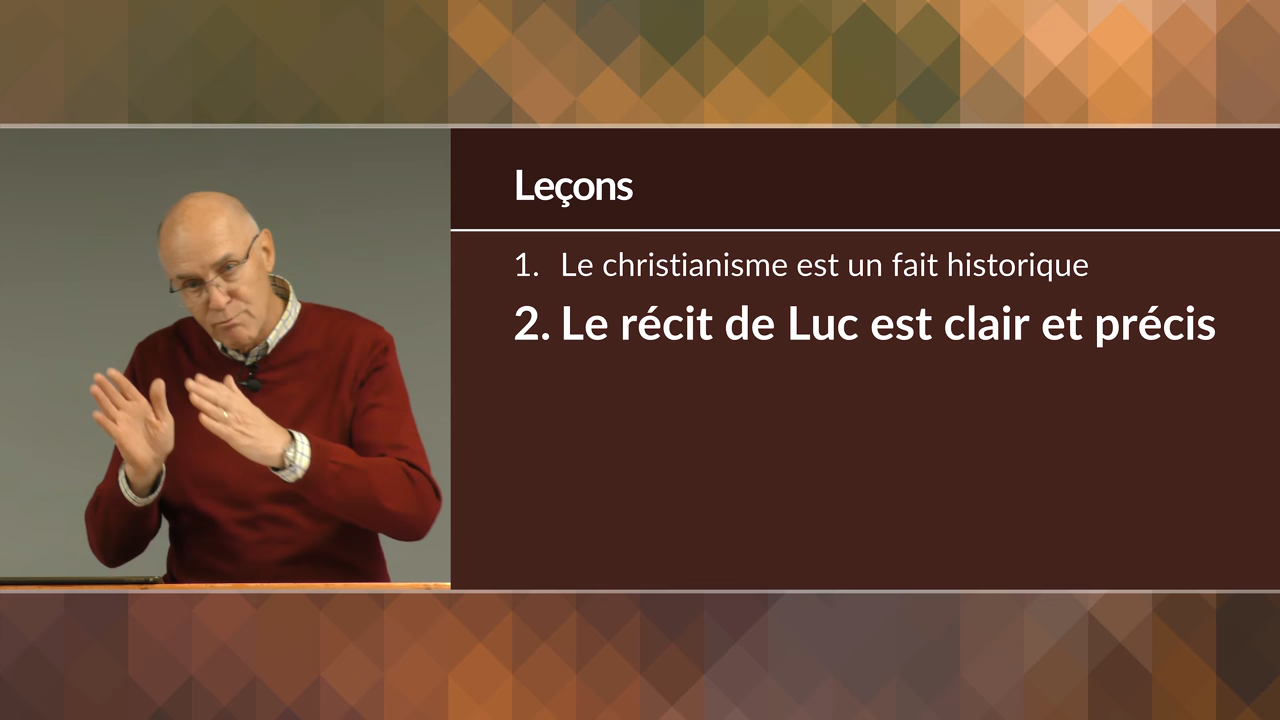 Leçons
1. Le christianisme est un fait historique
2. Le récit de Luc est clair et précis